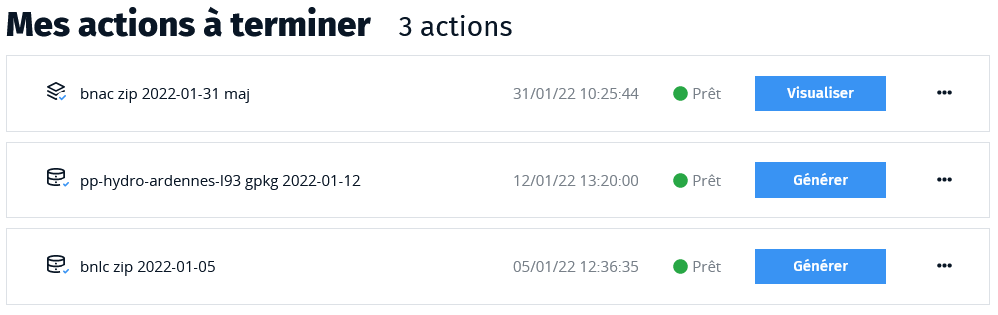 Mes actions à terminer 3 actions
bnac zip 2022-01-31 maj 31/01/22 10:25:44 Prêt Visualiser
pp-hydro-ardennes-l93 gpkg 2022-01-12 12/01/22 13:20:00 Prêt Générer
bnlc zip 2022-01-05 05/01/22 12:36:35 Prêt Générer